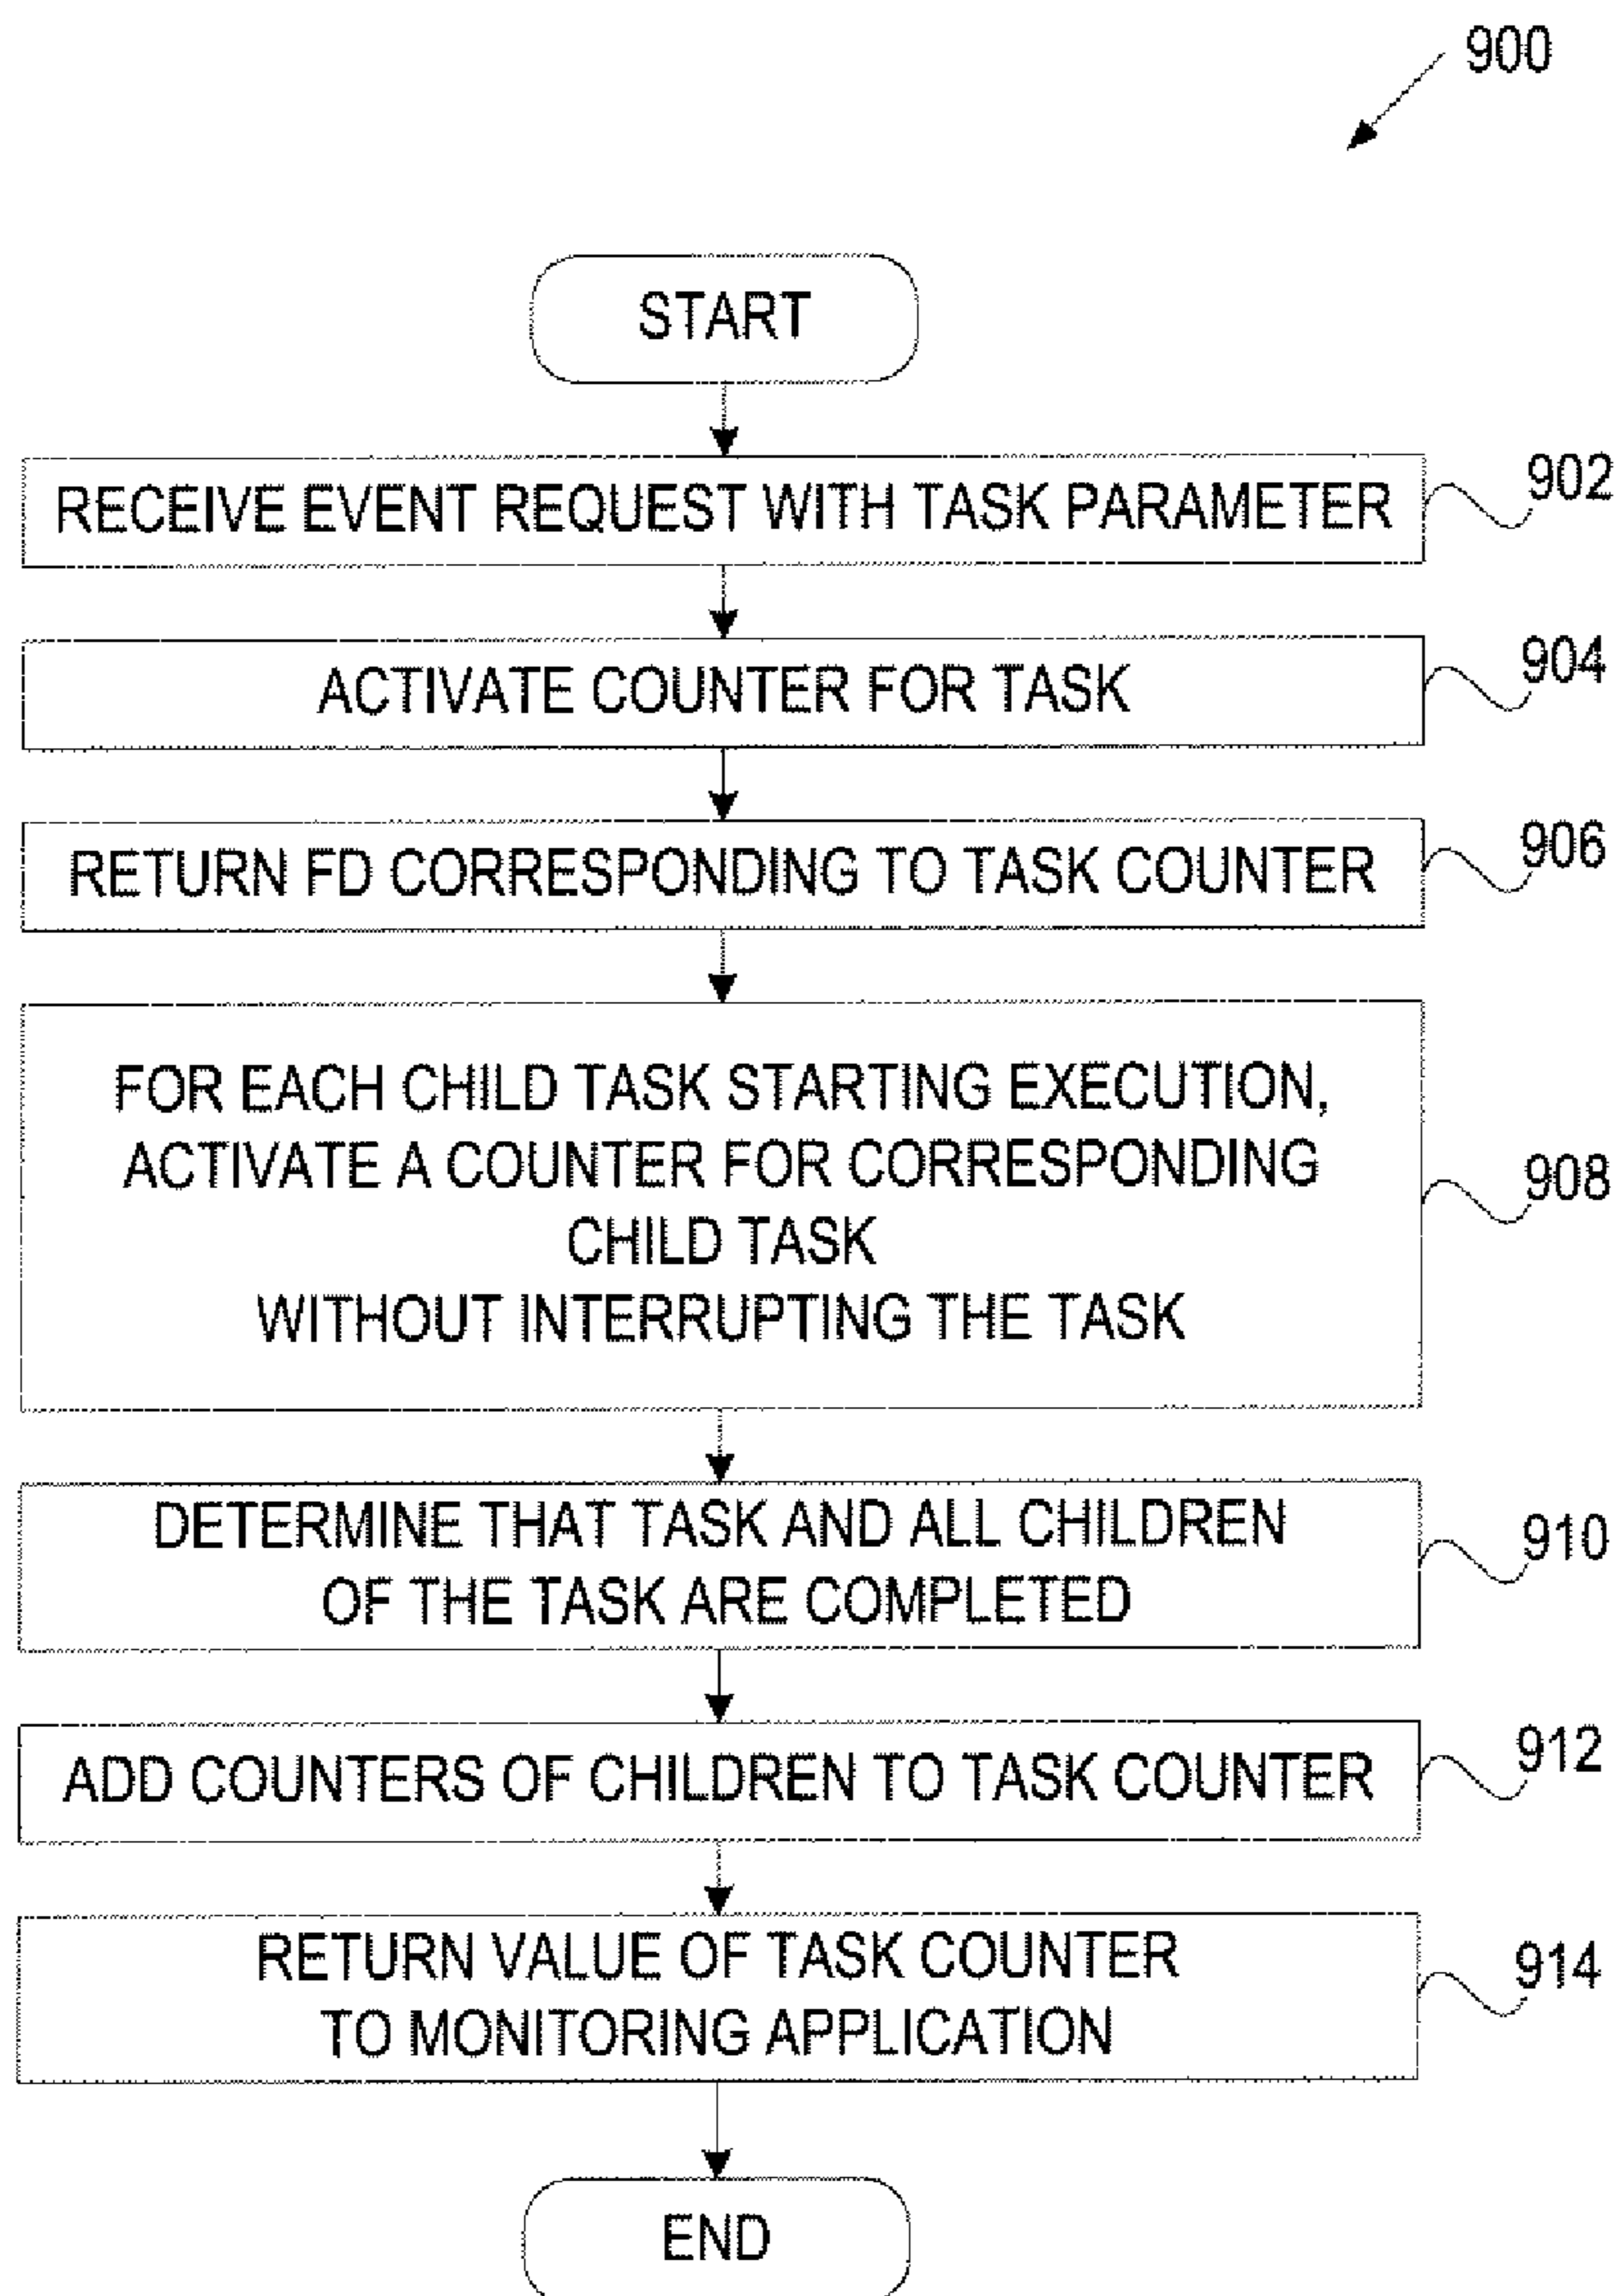 900
START
RECEIVE EVENT REQUEST WITH TASK PARAMETER
902
ACTIVATE COUNTER FOR TASK
904
RETURN FD CORRESPONDING TO TASK COUNTER
906
FOR EACH CHILD TASK STARTING EXECUTION,
ACTIVATE A COUNTER FOR CORRESPONDING
CHILD TASK
WITHOUT INTERRUPTING THE TASK
908
DETERMINE THAT TASK AND ALL CHILDREN
OF THE TASK ARE COMPLETED
910
ADD COUNTERS OF CHILDREN TO TASK COUNTER
912
RETURN VALUE OF TASK COUNTER
TO MONITORING APPLICATION
914
END